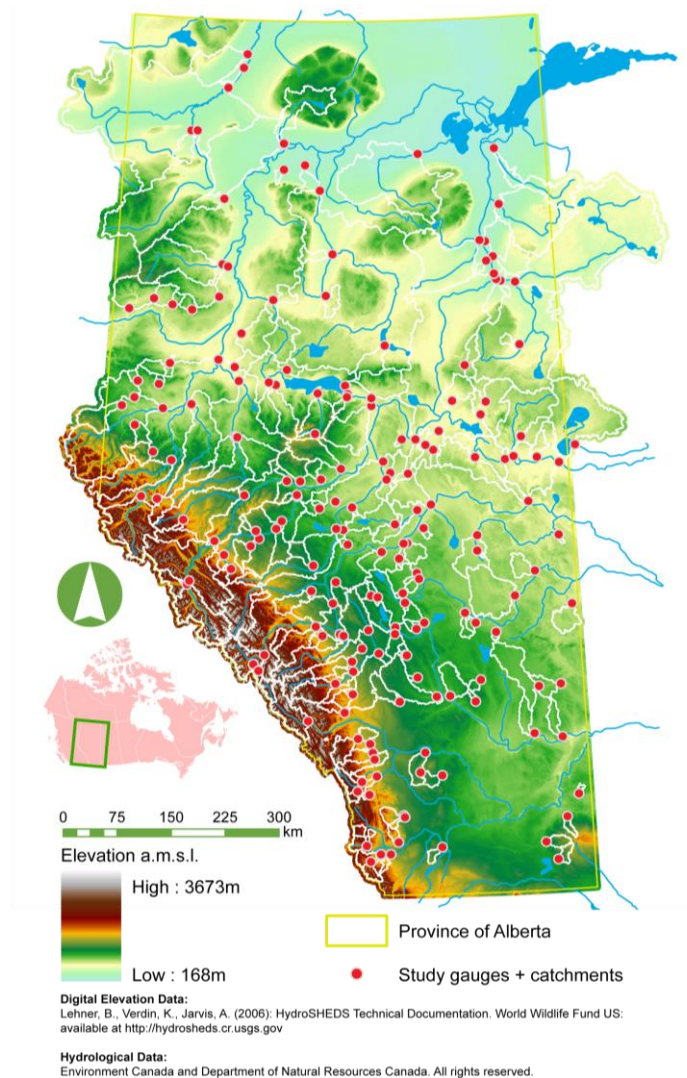 0 75 150 225 300
km
Elevation a.m.s.l.
High : 3673m
Low : 168m
Province of Alberta
Study gauges + catchments
Digital Elevation Data:
Lehner, B., Verdin, K., Jarvis, A. (2006): HydroSHEDS Technical Documentation. World Wildlife Fund US:
available at http://hydrosheds.cr.usgs.gov
Hydrological Data:
Environment Canada and Department of Natural Resources Canada. All rights reserved.